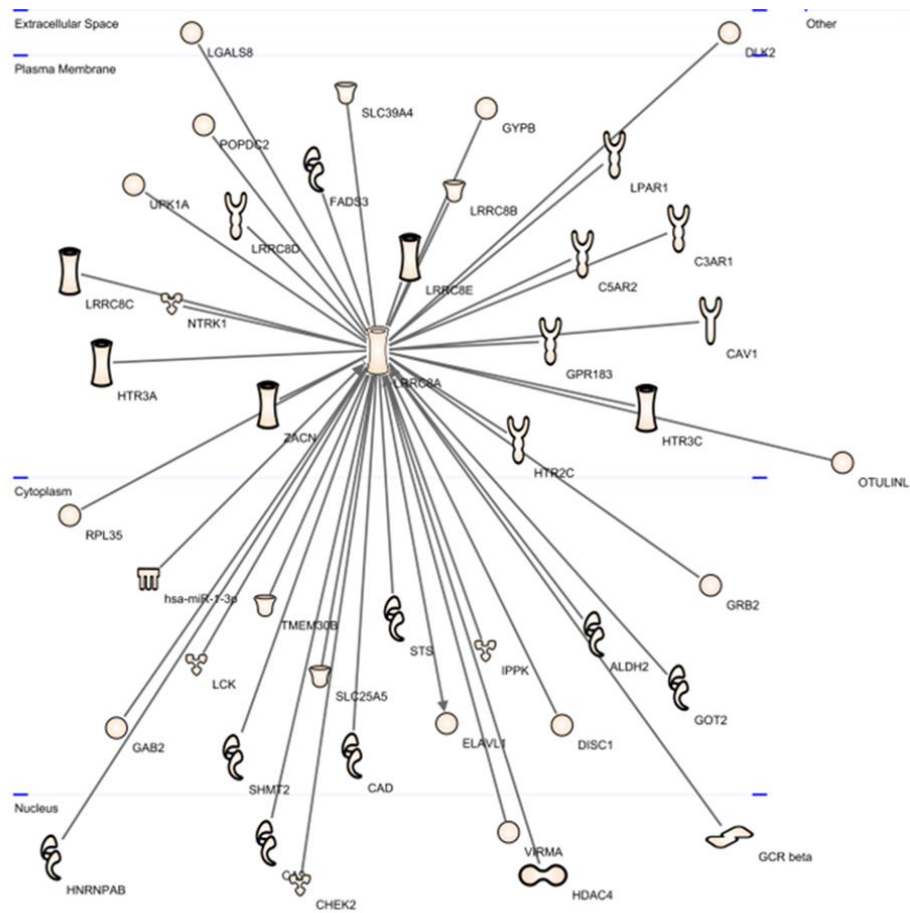 Extracellular Space
Other
LGALS8
DLK2
Plasma Membrane
SLC39A4
GYPB
POPDC2
LPAR1
FADS3
UPK1A
LRRC8B
LRRC8D
C3AR1
LRRC8E
C5AR2
LRRC8C
NTRK1
CAV1
GPR183
LRRC8A
HTR3A
ZACN
HTR3C
HTR2C
OTULINL
Cytoplasm
RPL35
hsa-miR-1-3p
GRB2
TMEM30B
STS
ALDH2
IPPK
LCK
SLC25A5
GOT2
GAB2
ELAVL1
DISC1
SHMT2
CAD
Nucleus
VIRMA
GCR beta
HNRNPAB
HDAC4
CHEK2